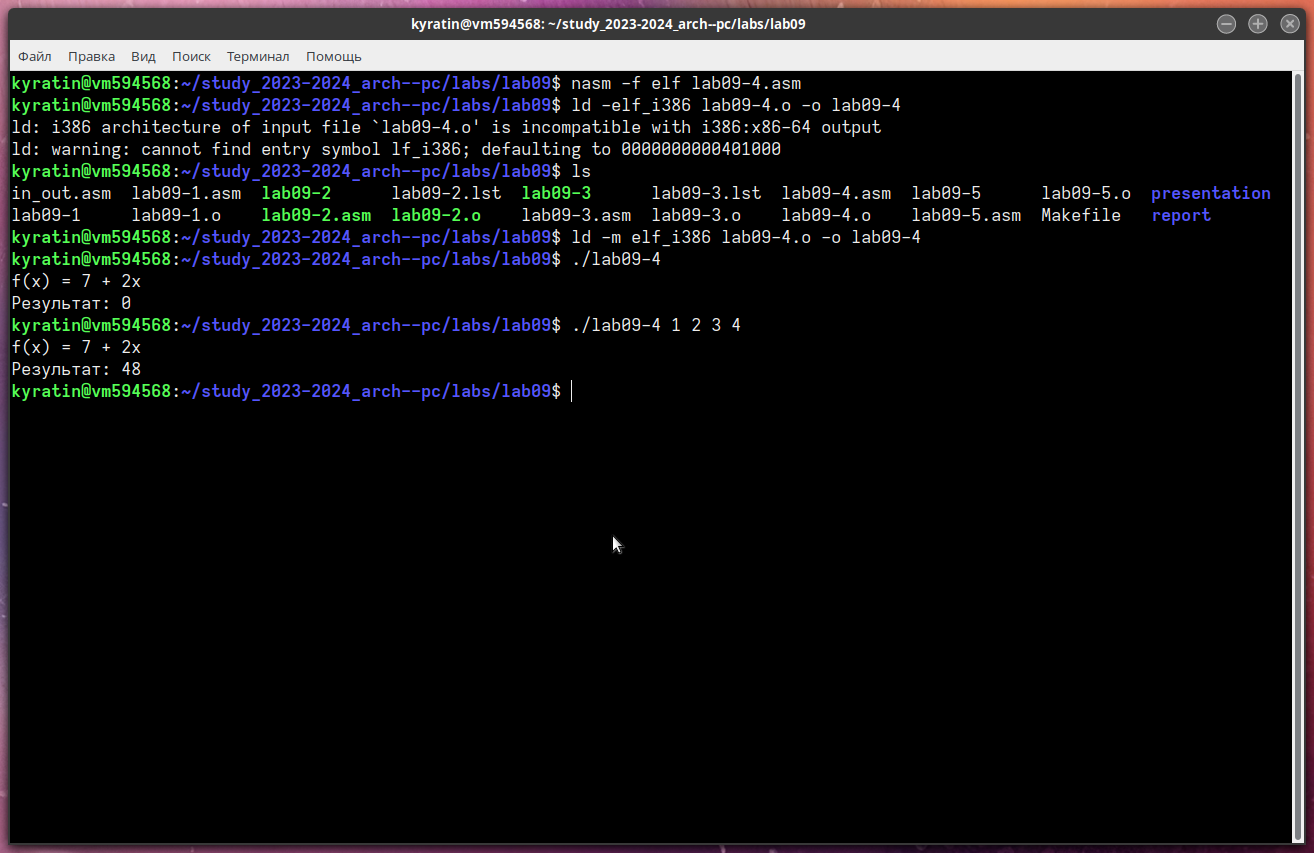 kyratin@vm594568: ~/study_2023-2024_arch--pc/labs/lab09
Файл Правка Вид Поиск Терминал Помощь
kyratin@vm594568:~/study_2023-2024_arch--pc/labs/lab09$ nasm -f elf lab09-4.asm
kyratin@vm594568:~/study_2023-2024_arch--pc/labs/lab09$ ld -elf_i386 lab09-4.o -o lab09-4
ld: i386 architecture of input file `lab09-4.o' is incompatible with i386:x86-64 output
ld: warning: cannot find entry symbol lf_i386; defaulting to 0000000000401000
kyratin@vm594568:~/study_2023-2024_arch--pc/labs/lab09$ ls
in_out.asm lab09-1.asm lab09-2 lab09-2.lst lab09-3 lab09-3.lst lab09-4.asm lab09-5 lab09-5.o presentation
lab09-1 lab09-1.o lab09-2.asm lab09-2.o lab09-3.asm lab09-3.o lab09-4.o lab09-5.asm Makefile report
kyratin@vm594568:~/study_2023-2024_arch--pc/labs/lab09$ ld -m elf_i386 lab09-4.o -o lab09-4
kyratin@vm594568:~/study_2023-2024_arch--pc/labs/lab09$ ./lab09-4
f(x) = 7 + 2x
Результат: 0
kyratin@vm594568:~/study_2023-2024_arch--pc/labs/lab09$ ./lab09-4 1 2 3 4
f(x) = 7 + 2x
Результат: 48
kyratin@vm594568:~/study_2023-2024_arch--pc/labs/lab09$